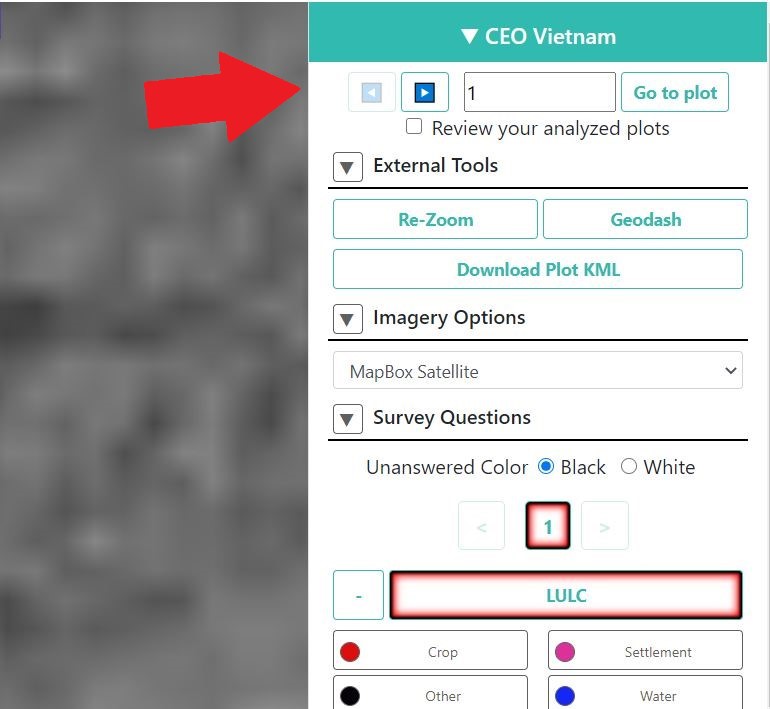 ▼ CEO Vietnam
1 Go to plot
Review your analyzed plots
▼ External Tools
Re-Zoom Geodash
Download Plot KML
▼ Imagery Options
MapBox Satellite
▼ Survey Questions
Unanswered Color Black White
< 1 >
- LULC
Crop Settlement
Other Water